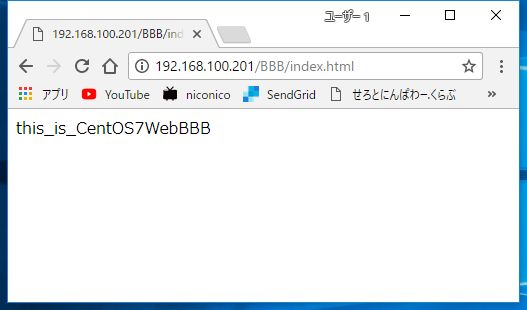 ユーザー 1
192.168.100.201/BBB/ind
192.168.100.201/BBB/index.html
アプリ YouTube niconico SendGrid せろとにんぱわー.くらぶ »
this_is_CentOS7WebBBB